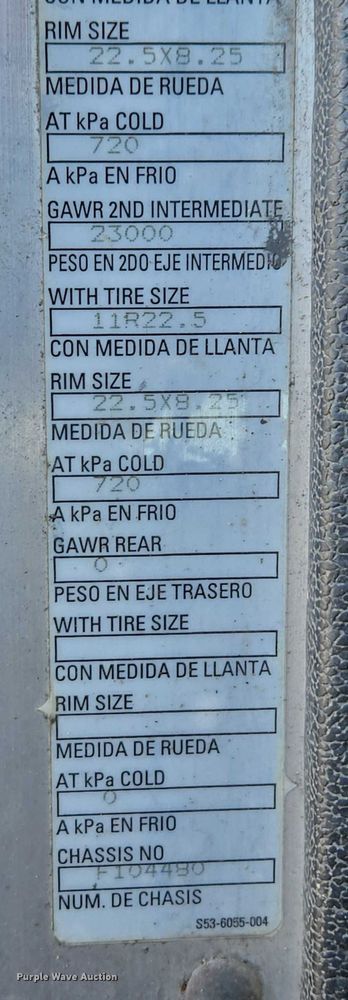 CON MEDIDA DE LLANTA
RIM SIZE
22.5X8.25
MEDIDA DE RUEDA
AT kPa COLD
720
A kPa EN FRIO
GAWR 2ND INTERMEDIATE
23000
PESO EN 2DO EJE INTERMEDIO
WITH TIRE SIZE
11R22.5
CON MEDIDA DE LLANTA
RIM SIZE
22.5X8.25
MEDIDA DE RUEDA
AT kPa COLD
720
A kPa EN FRIO
GAWR REAR
0
PESO EN EJE TRASERO
WITH TIRE SIZE
CON MEDIDA DE LLANTA
RIM SIZE
MEDIDA DE RUEDA
AT kPa COLD
0
A kPa EN FRIO
CHASSIS NO
F104480
NUM. DE CHASIS
S53-6055-004
Purple Wave Auction